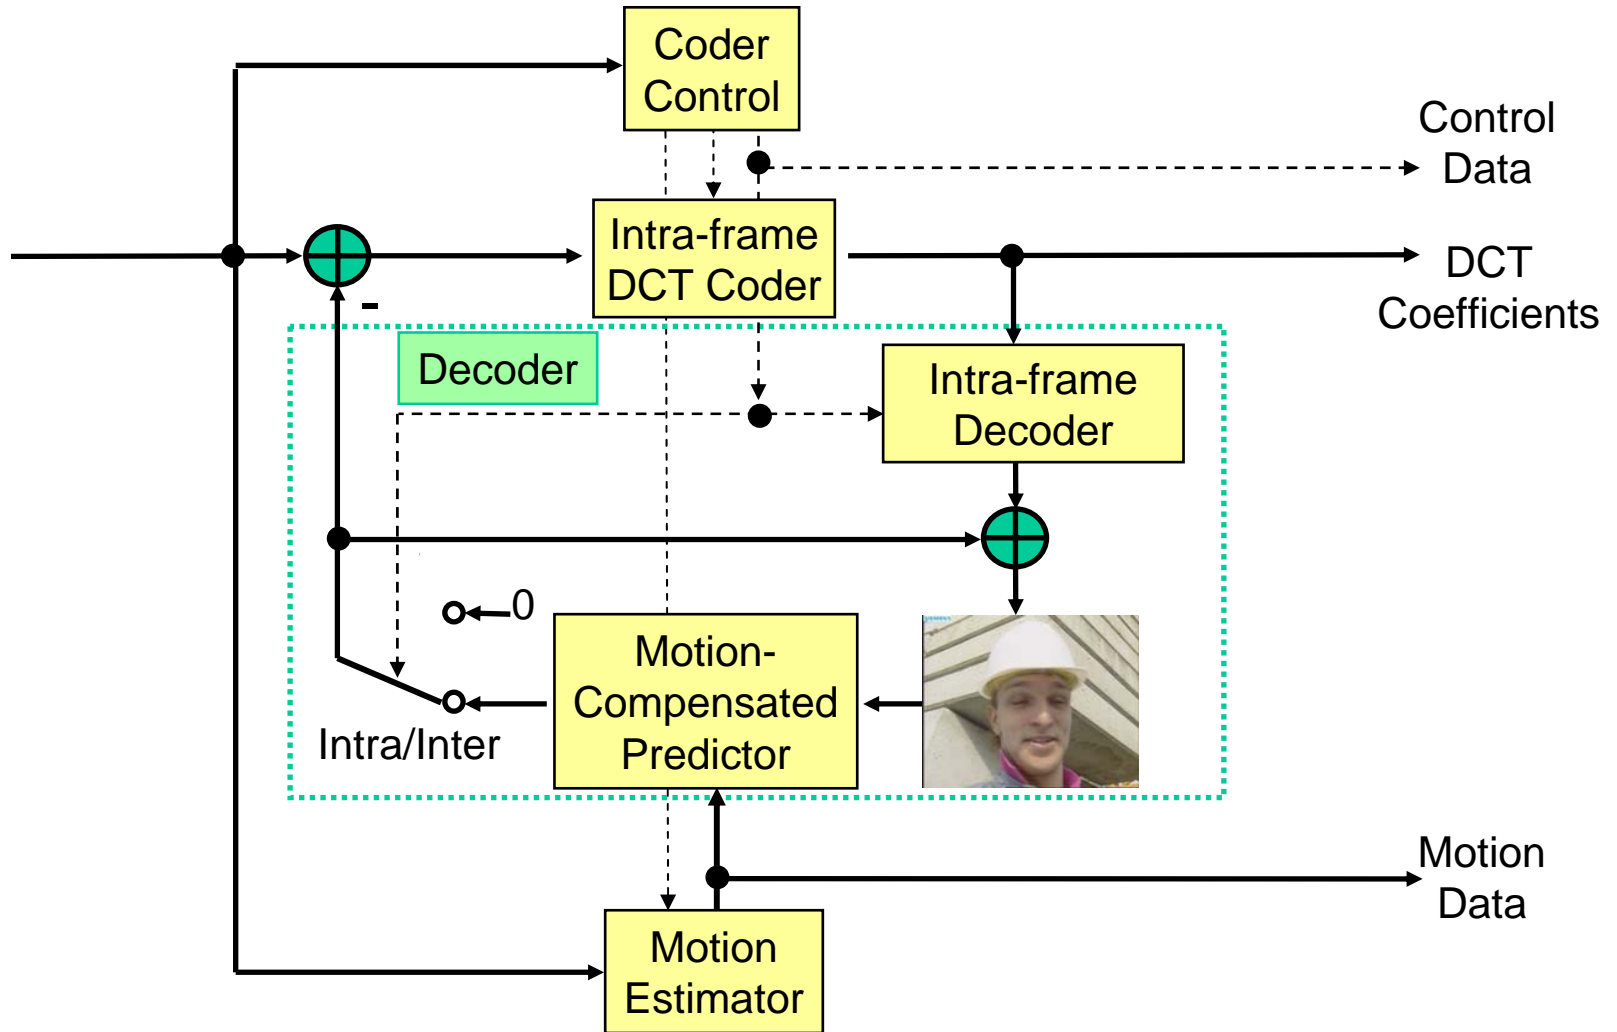 Coder
Control
Control
Data
Intra-frame
DCT Coder
DCT
Coefficients
-
Decoder
Intra-frame
Decoder
0
Motion-
Compensated
Predictor
Intra/Inter
Motion
Data
Motion
Estimator